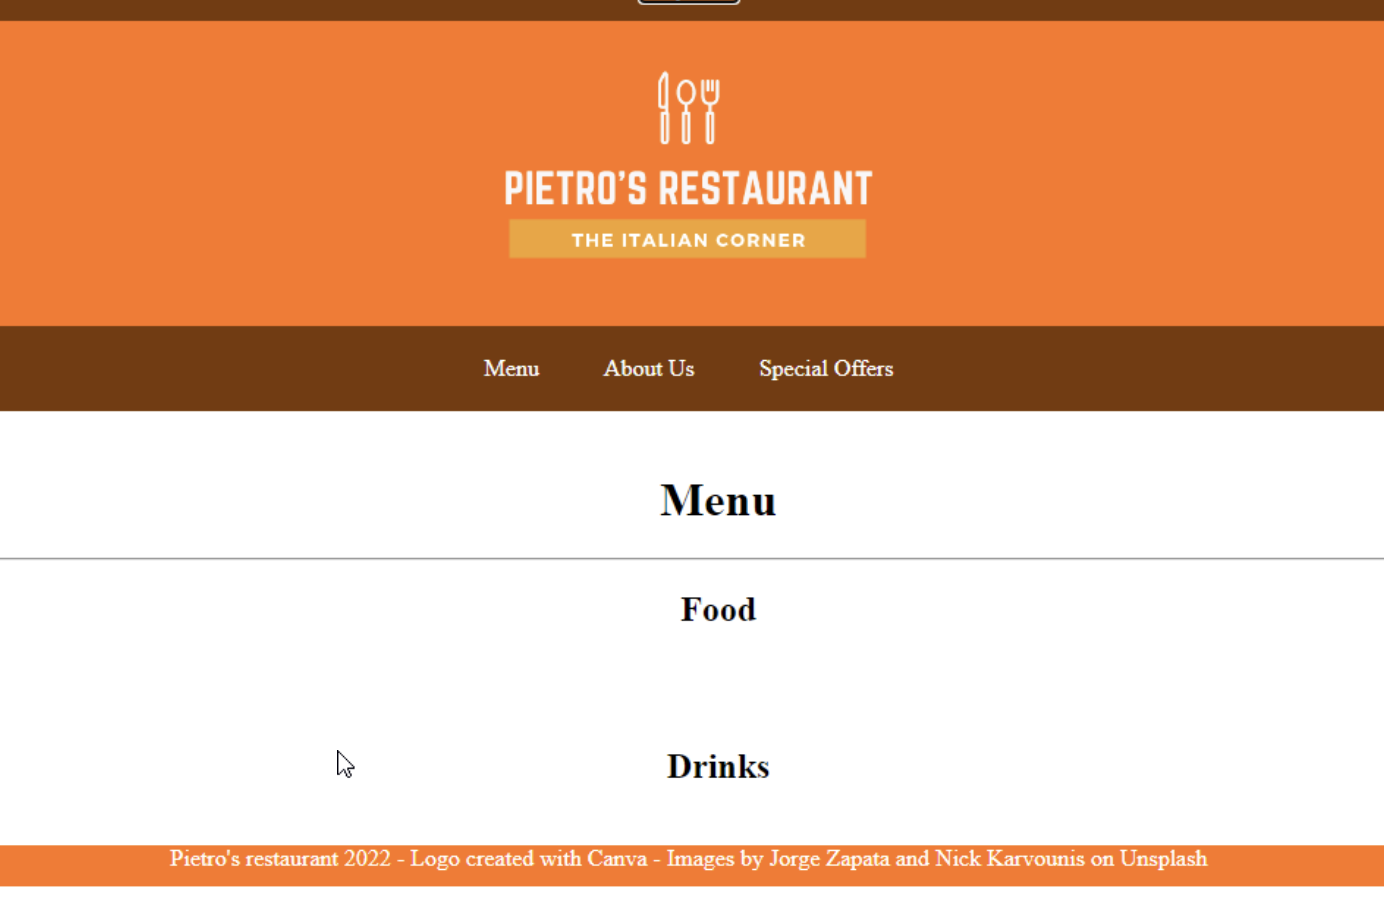 PIETRO'S RESTAURANT
THE ITALIAN CORNER
Menu About Us Special Offers
Menu
Food
Drinks
Pietro's restaurant 2022 - Logo created with Canva - Images by Jorge Zapata and Nick Karvounis on Unsplash